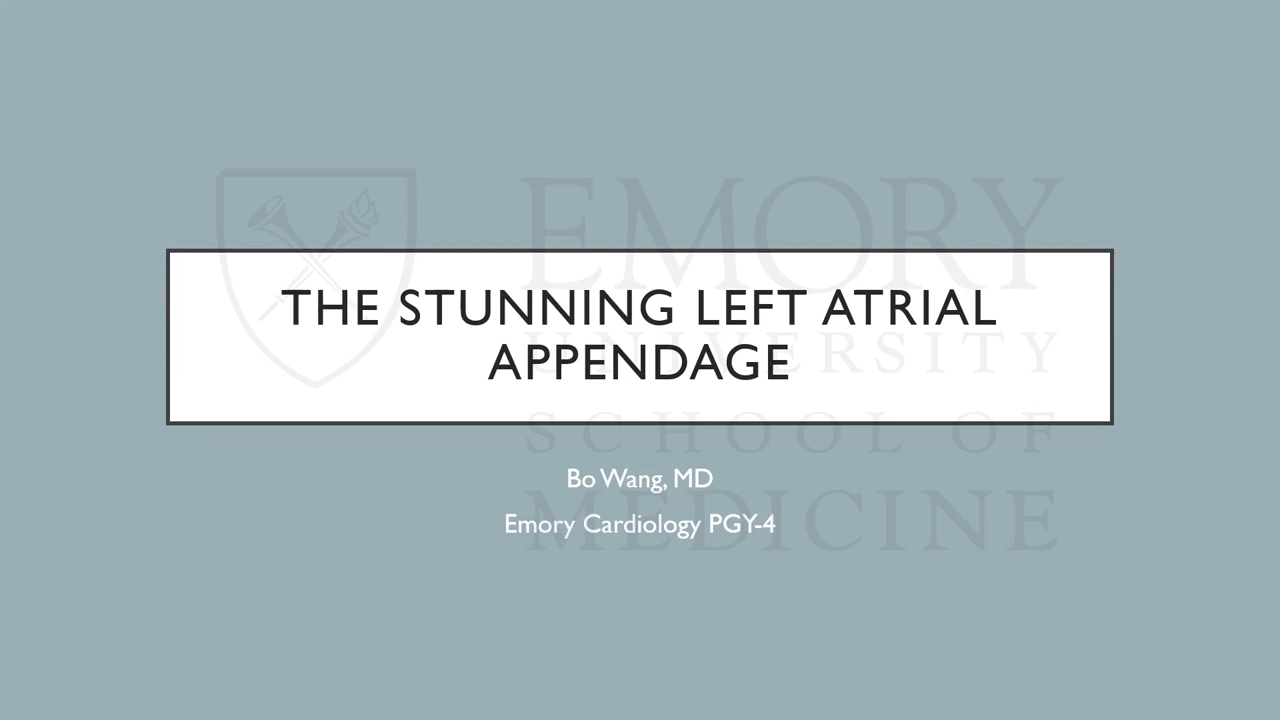 EMORY
THE STUNNING LEFT ATRIAL
APPENDAGE
UNIVERSITY
SCHOOL OF
Bo Wang, MD
MEDICINE
Emory Cardiology PGY-4